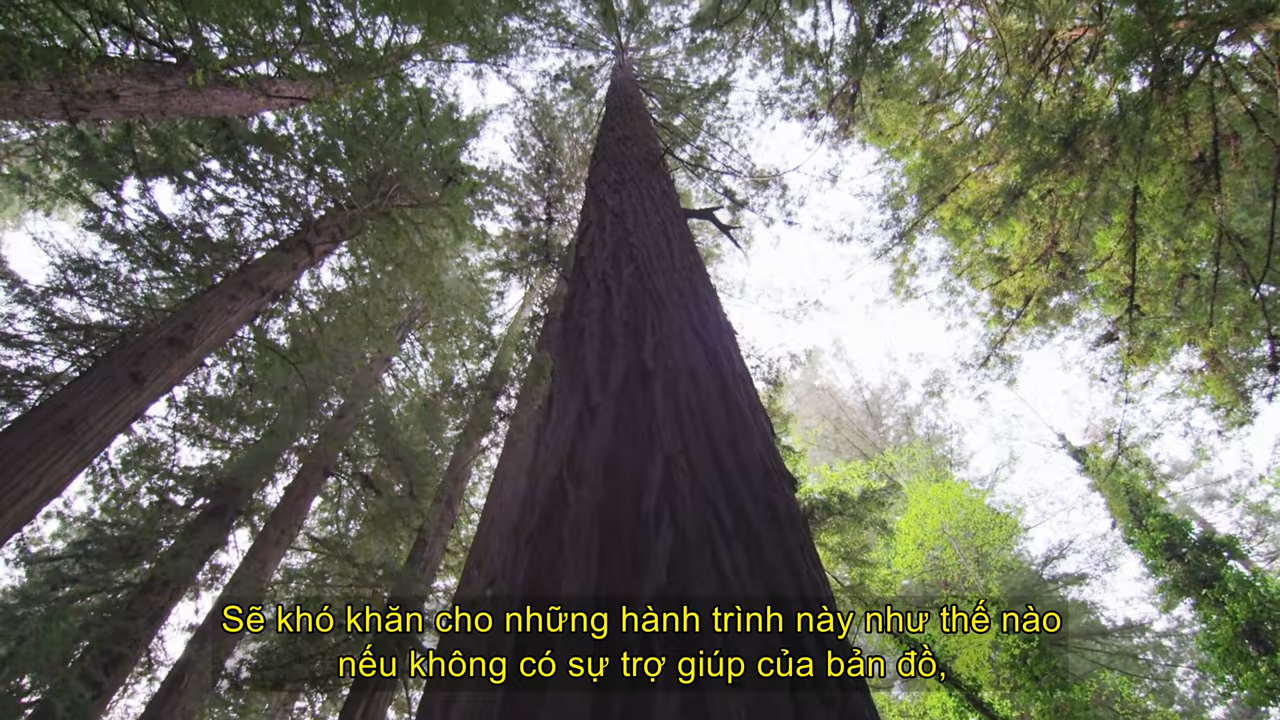 Sẽ khó khăn cho những hành trình này như thế nào
nếu không có sự trợ giúp của bản đồ,